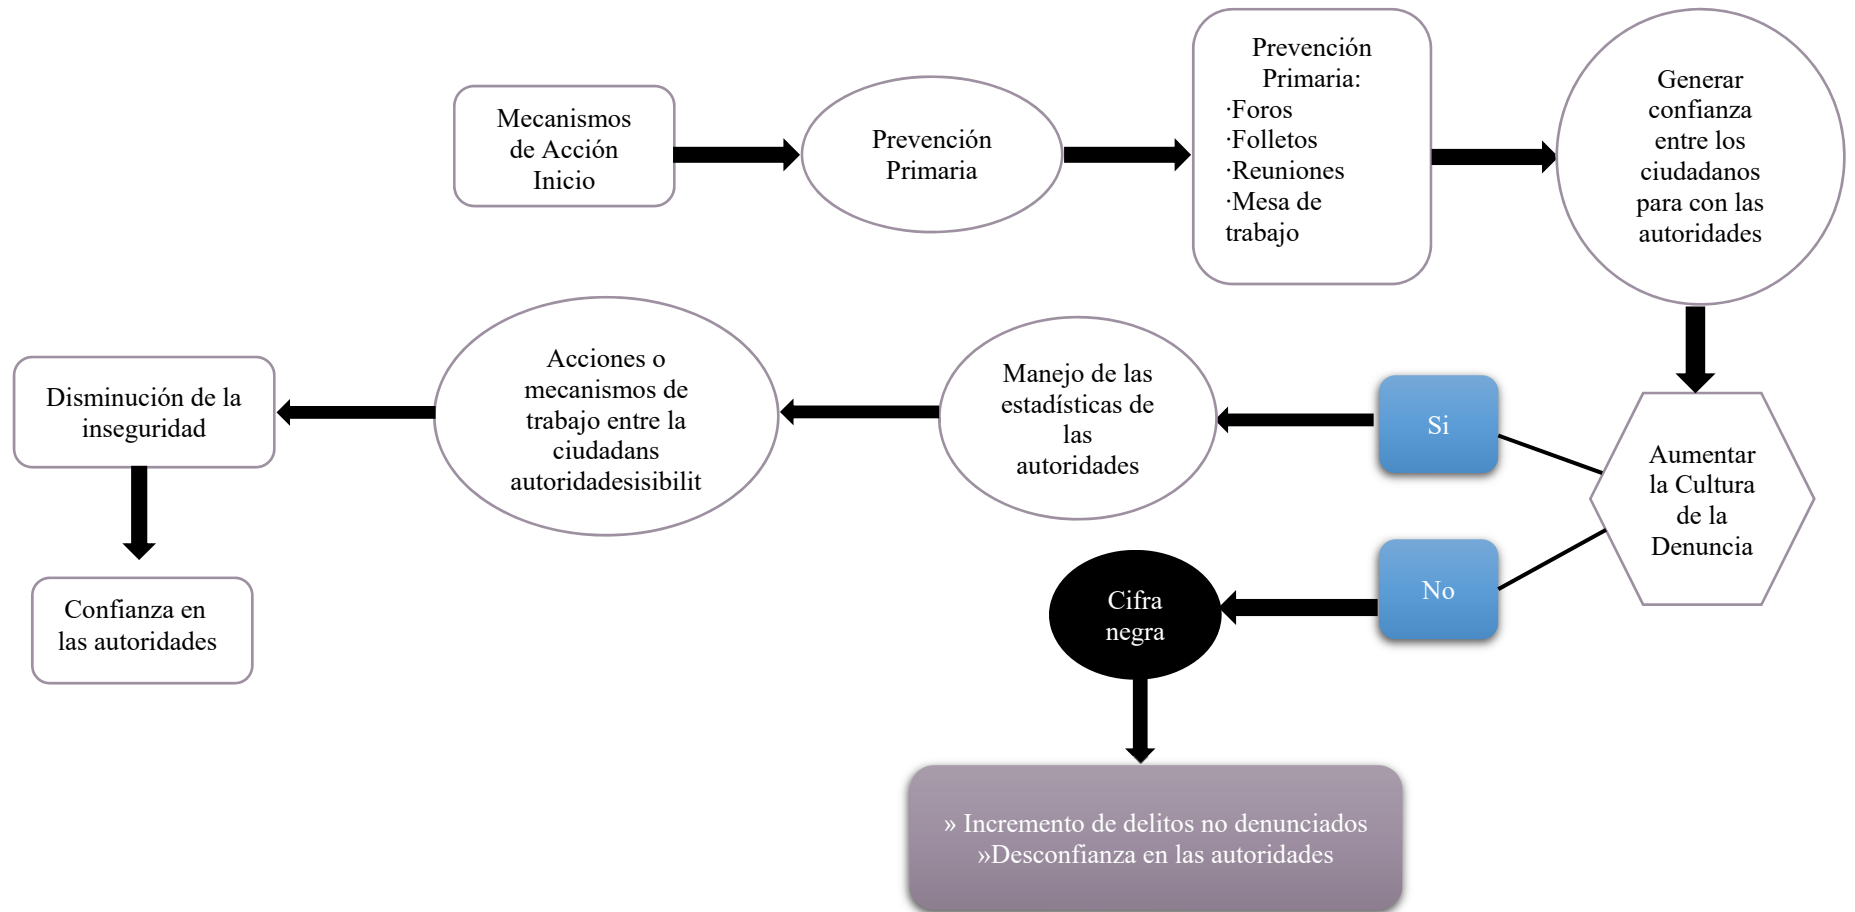 Mecanismos
de Acción
Inicio
Prevención
Primaria
Prevención
Primaria:
·Foros
·Folletos
·Reuniones
·Mesa de
trabajo
Generar
confianza
entre los
ciudadanos
para con las
autoridades
Aumentar
la Cultura
de la
Denuncia
Si
Manejo de las
estadísticas de
las
autoridades
Acciones o
mecanismos de
trabajo entre la
ciudadans
autoridadesisibilit
Disminución de la
inseguridad
Confianza en
las autoridades
No
Cifra
negra
» Incremento de delitos no denunciados
»Desconfianza en las autoridades